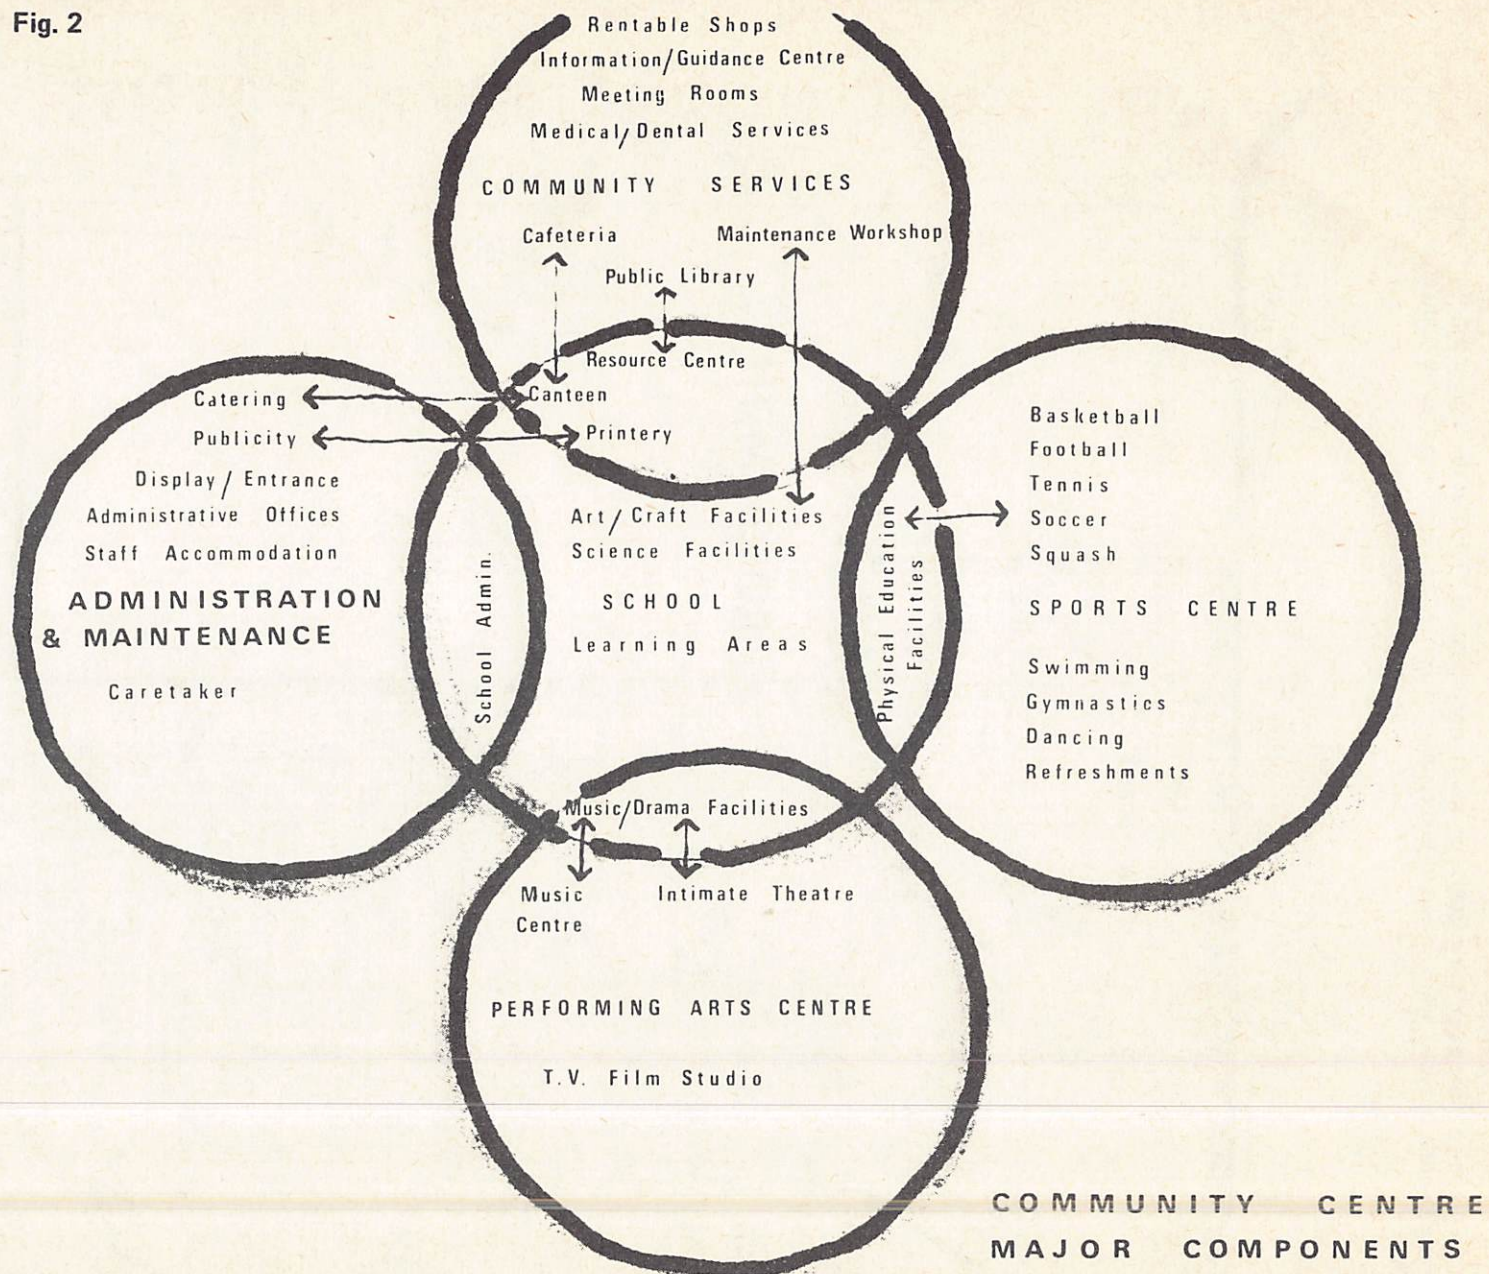 Fig. 2
Rentable Shops
Information/Guidance Centre
Meeting Rooms
Medical/Dental Services
COMMUNITY SERVICES
Cafeteria
Maintenance Workshop
Public Library
Resource Centre
Canteen
Printery
Catering
Publicity
Display/Entrance
Administrative Offices
Staff Accommodation
ADMINISTRATION
& MAINTENANCE
Caretaker
School Admin.
Art/Craft Facilities
Science Facilities
SCHOOL
Learning Areas
Physical Education
Facilities
Basketball
Football
Tennis
Soccer
Squash
SPORTS CENTRE
Swimming
Gymnastics
Dancing
Refreshments
Music/Drama Facilities
Music
Centre
Intimate Theatre
PERFORMING ARTS CENTRE
T.V. Film Studio
COMMUNITY CENTRE
MAJOR COMPONENTS